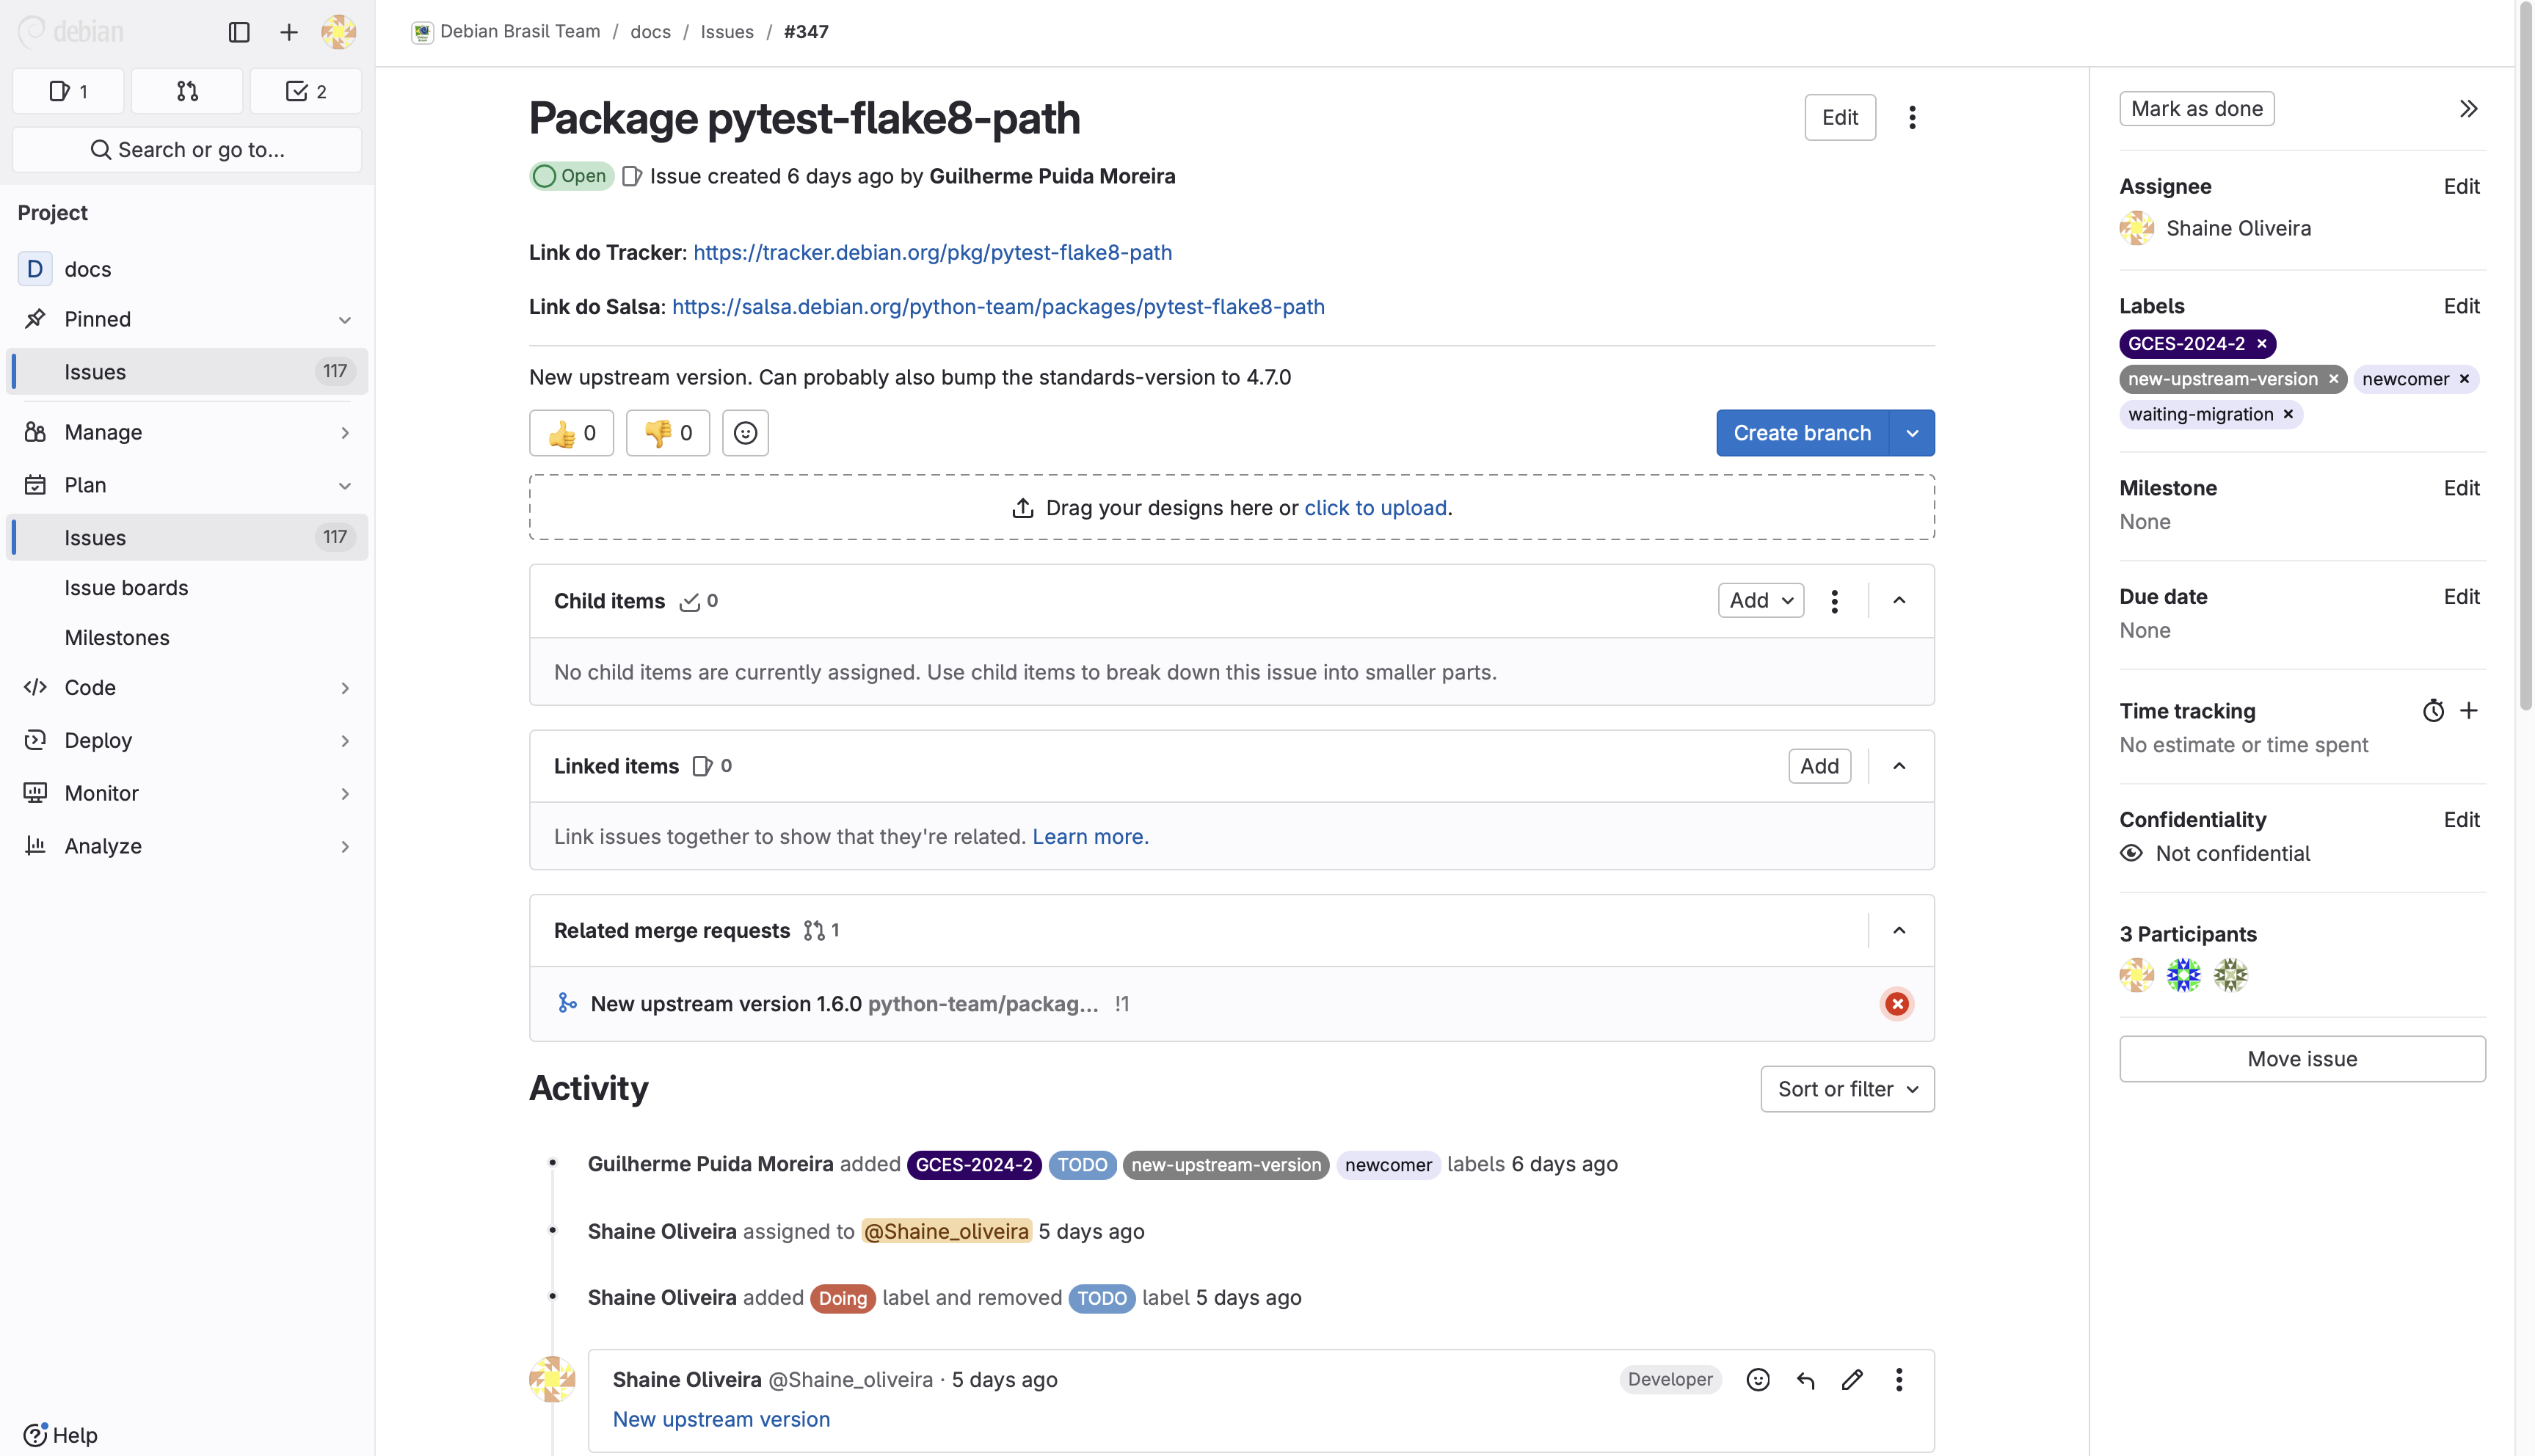 debian
1
2
Search or go to...
Project
D docs
Pinned
Issues 117
Manage
Plan
Issues 117
Issue boards
Milestones
Code
Deploy
Monitor
Analyze
Help
Debian Brasil Team / docs / Issues / #347
Package pytest-flake8-path
Edit
Open Issue created 6 days ago by Guilherme Puida Moreira
Link do Tracker: https://tracker.debian.org/pkg/pytest-flake8-path
Link do Salsa: https://salsa.debian.org/python-team/packages/pytest-flake8-path
New upstream version. Can probably also bump the standards-version to 4.7.0
0 0 Create branch
Drag your designs here or click to upload.
Child items 0 Add
No child items are currently assigned. Use child items to break down this issue into smaller parts.
Linked items 0 Add
Link issues together to show that they're related. Learn more.
Related merge requests 1
New upstream version 1.6.0 python-team/packag... !1
Activity Sort or filter
Guilherme Puida Moreira added GCES-2024-2 TODO new-upstream-version newcomer labels 6 days ago
Shaine Oliveira assigned to @Shaine_oliveira 5 days ago
Shaine Oliveira added Doing label and removed TODO label 5 days ago
Shaine Oliveira @Shaine_oliveira · 5 days ago Developer
New upstream version
Mark as done
Assignee Edit
Shaine Oliveira
Labels Edit
GCES-2024-2 ×
new-upstream-version × newcomer ×
waiting-migration ×
Milestone Edit
None
Due date Edit
None
Time tracking
No estimate or time spent
Confidentiality Edit
Not confidential
3 Participants
Move issue